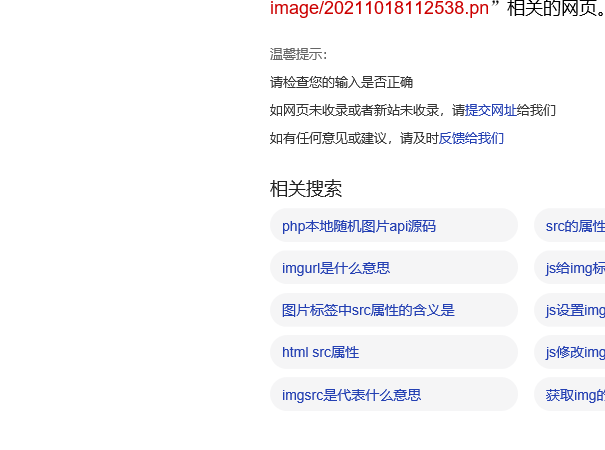 image/20211018112538.pn”相关的网页。
温馨提示：
请检查您的输入是否正确
如网页未收录或者新站未收录，请提交网址给我们
如有任何意见或建议，请及时反馈给我们
相关搜索
php本地随机图片api源码 src的属性
imgurl是什么意思 js给img标
图片标签中src属性的含义是 js设置img
html src属性 js修改img
imgsrc是代表什么意思 获取img的